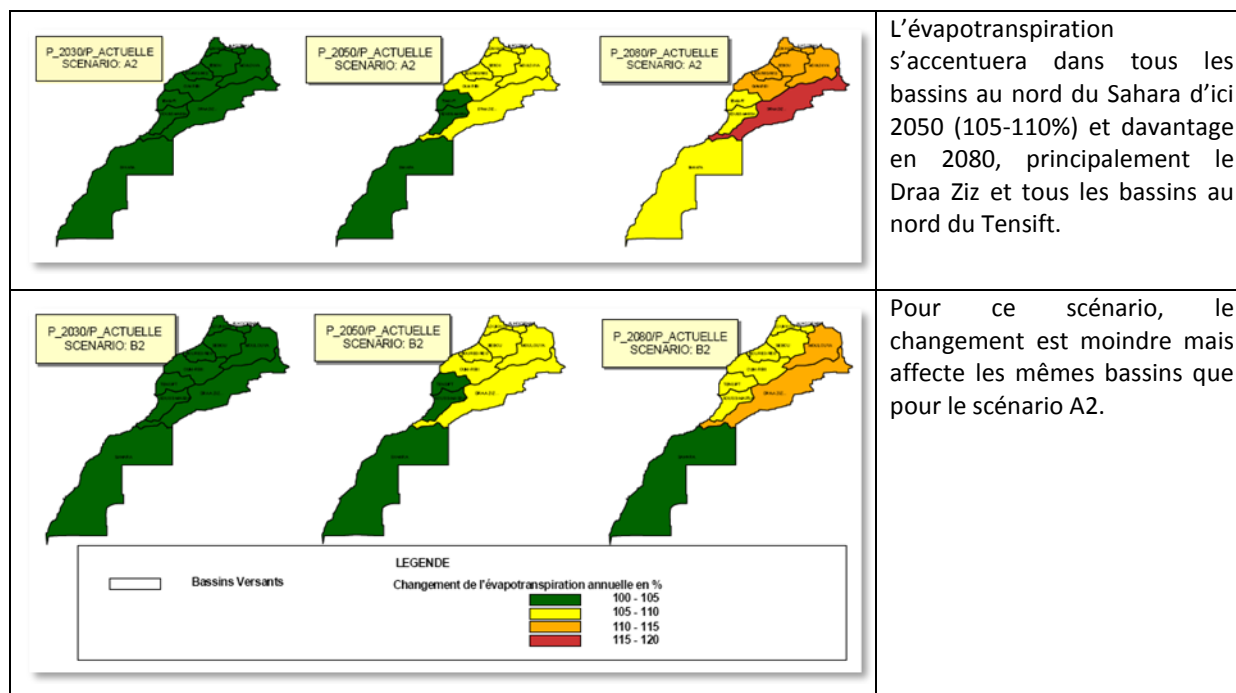 P_2030/P_ACTUELLE
SCENARIO: A2
P_2050/P_ACTUELLE
SCENARIO: A2
P_2080/P_ACTUELLE
SCENARIO: A2
L’évapotranspiration
s’accentuera dans tous les
bassins au nord du Sahara d’ici
2050 (105-110%) et davantage
en 2080, principalement le
Draa Ziz et tous les bassins au
nord du Tensift.
P_2030/P_ACTUELLE
SCENARIO: B2
P_2050/P_ACTUELLE
SCENARIO: B2
P_2080/P_ACTUELLE
SCENARIO: B2
Pour ce scénario, le
changement est moindre mais
affecte les mêmes bassins que
pour le scénario A2.
LEGENDE
Bassins Versants
Changement de l'évapotranspiration annuelle en %
100 - 105
105 - 110
110 - 115
115 - 120